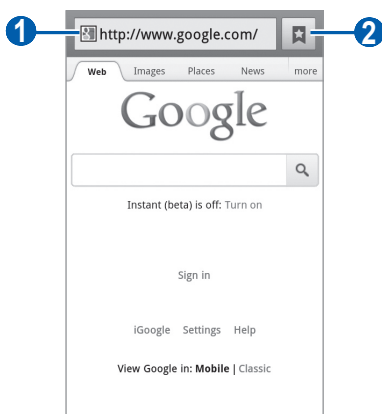 1 http://www.google.com/ 2
Web Images Places News more
Google
Instant (beta) is off: Turn on
Sign in
iGoogle Settings Help
View Google in: Mobile | Classic